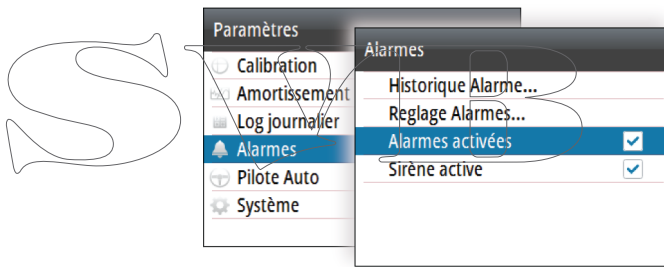 Paramètres
Calibration
Amortissement
Log journalier
Alarmes
Pilote Auto
Système
Alarmes
Historique Alarme...
Reglage Alarmes...
Alarmes activées
Sirène active